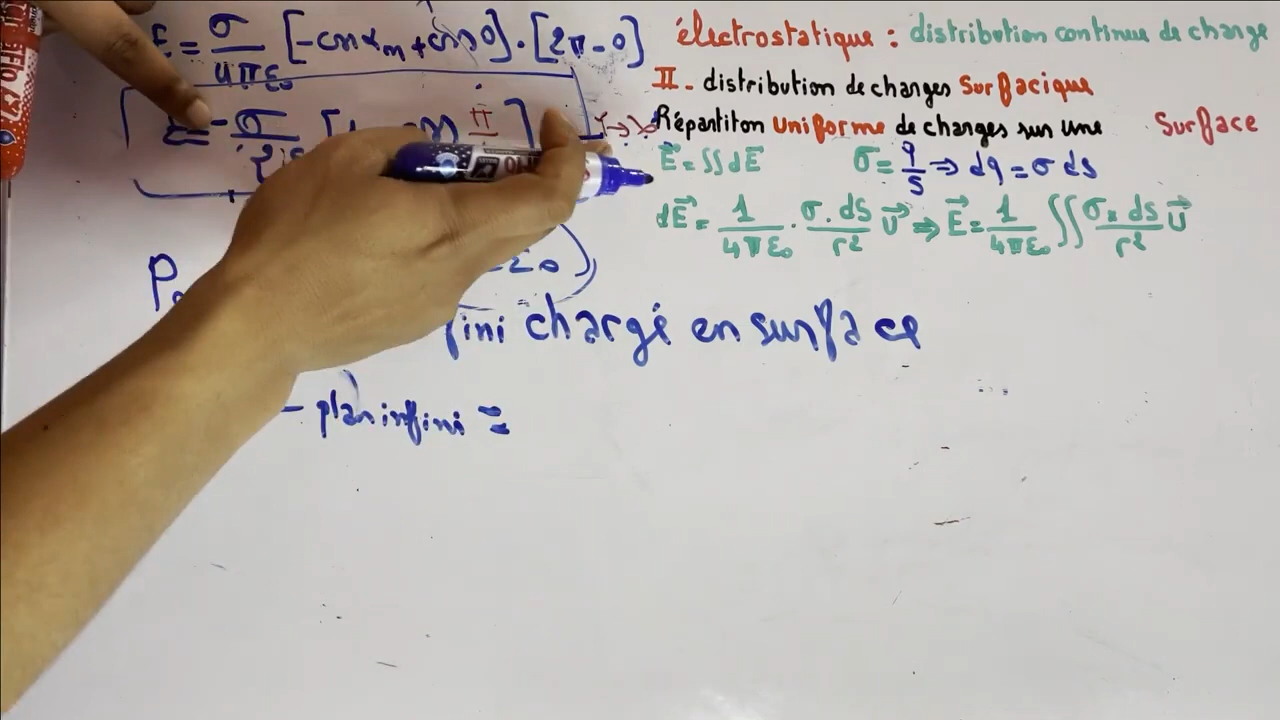 E = σ/4πε₀ [-cos αm + cos 0] · [2π - 0]
électrostatique : distribution continue de charge
II - distribution de charges surfacique
Répartiton uniforme de charges sur une surface
E⃗ = ∬ dE⃗ σ = q/s ⇒ dq = σ ds
dE⃗ = 1/4πε₀ · σ. ds/r² U⃗ ⇒ E⃗ = 1/4πε₀ ∬ σ. ds/r² U⃗
chargé en surface
- plan infini =